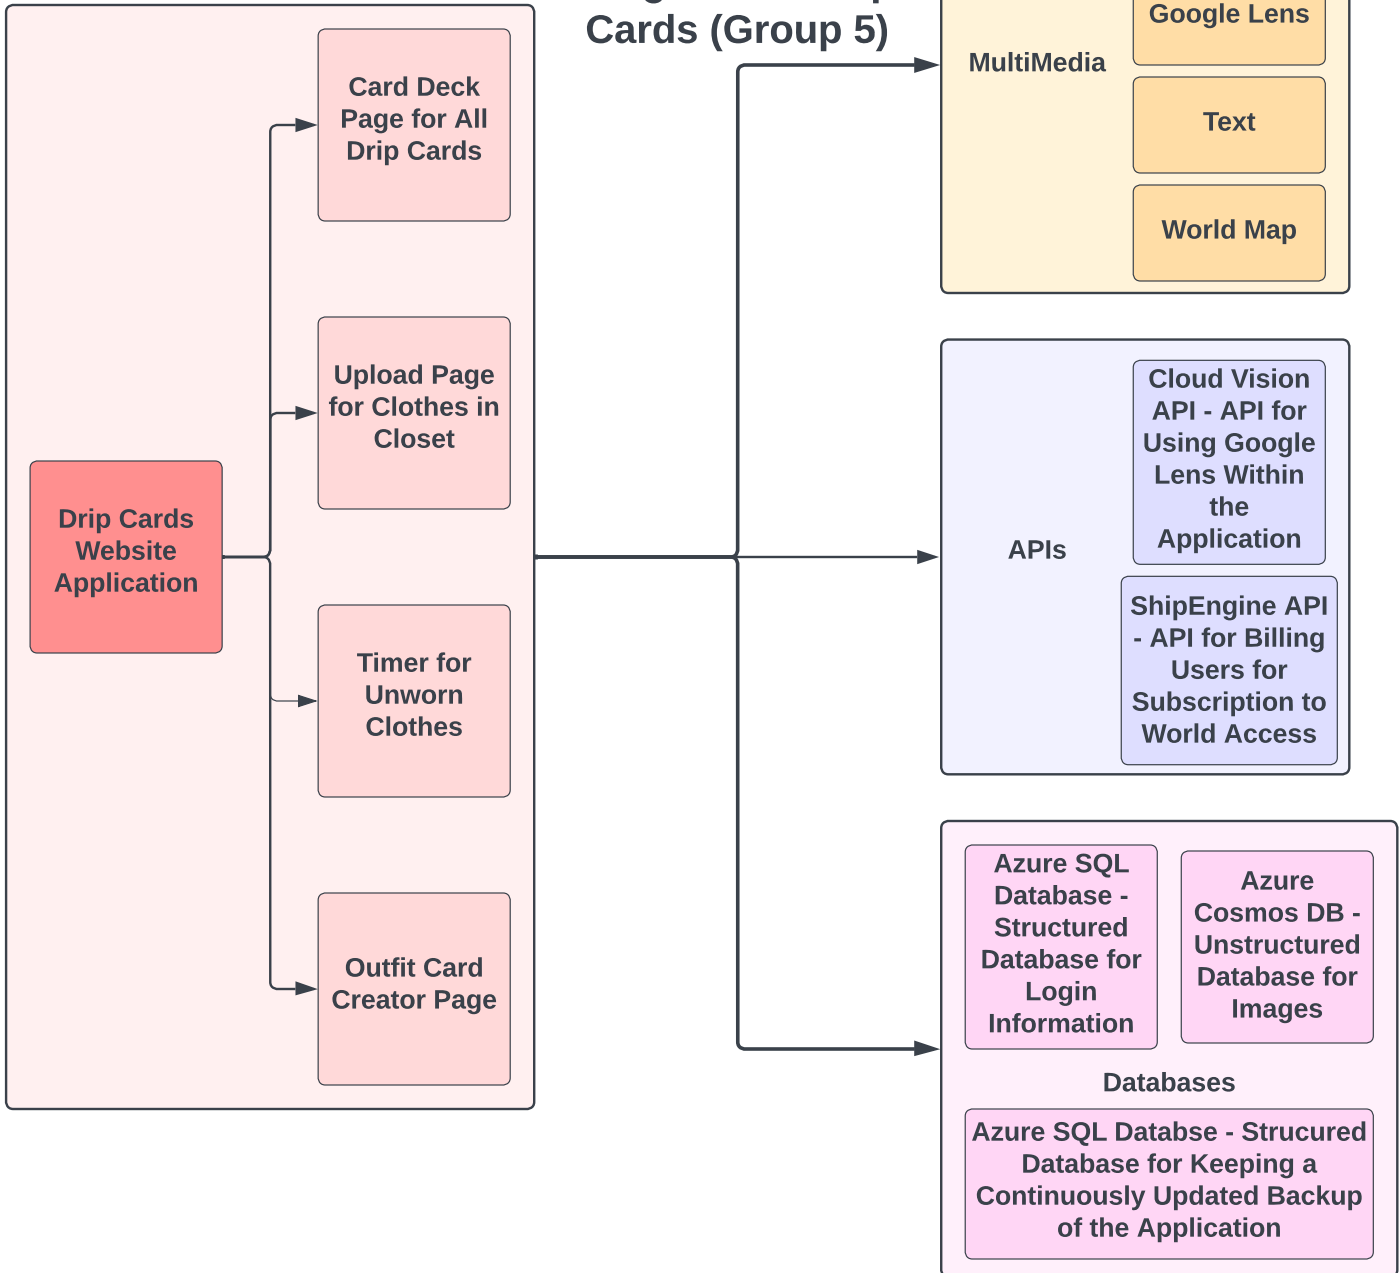 Cards (Group 5)
Card Deck
Page for All
Drip Cards
Upload Page
for Clothes in
Closet
Drip Cards
Website
Application
Timer for
Unworn
Clothes
Outfit Card
Creator Page
MultiMedia
Google Lens
Text
World Map
APIs
Cloud Vision
API - API for
Using Google
Lens Within
the
Application
ShipEngine API
- API for Billing
Users for
Subscription to
World Access
Azure SQL
Database -
Structured
Database for
Login
Information
Azure
Cosmos DB -
Unstructured
Database for
Images
Databases
Azure SQL Databse - Strucured
Database for Keeping a
Continuously Updated Backup
of the Application